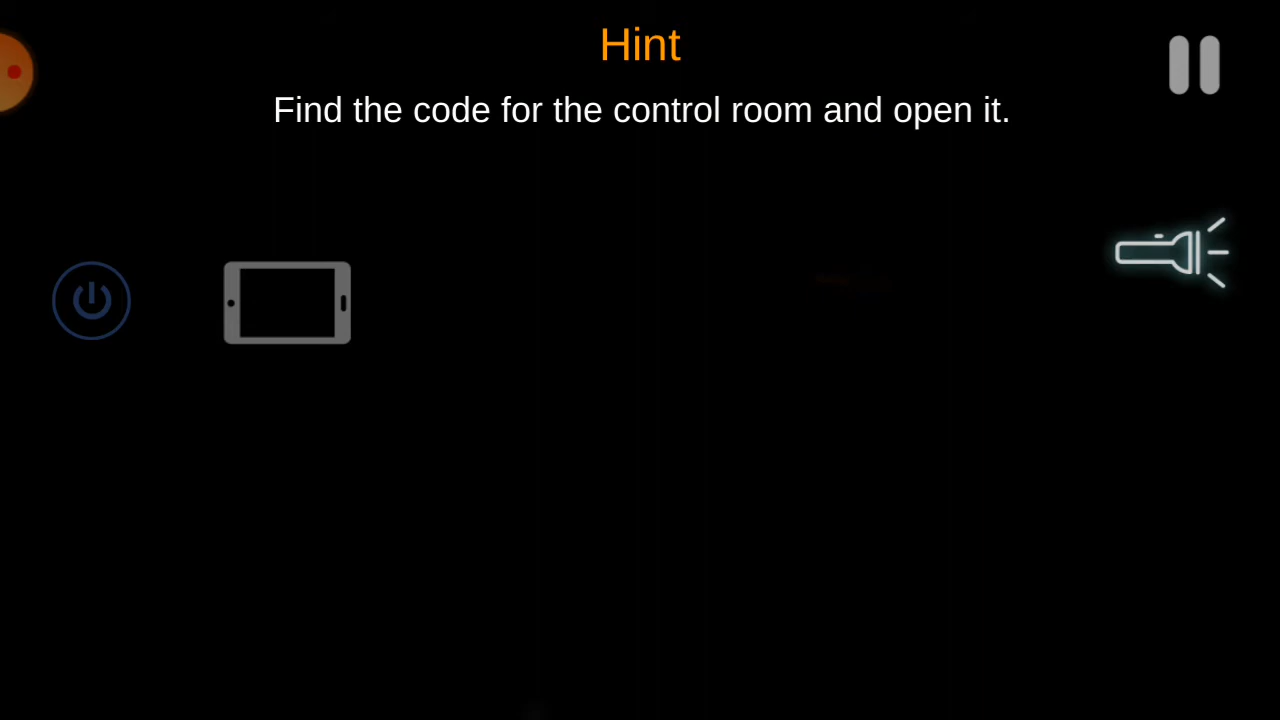 Hint
Find the code for the control room and open it.